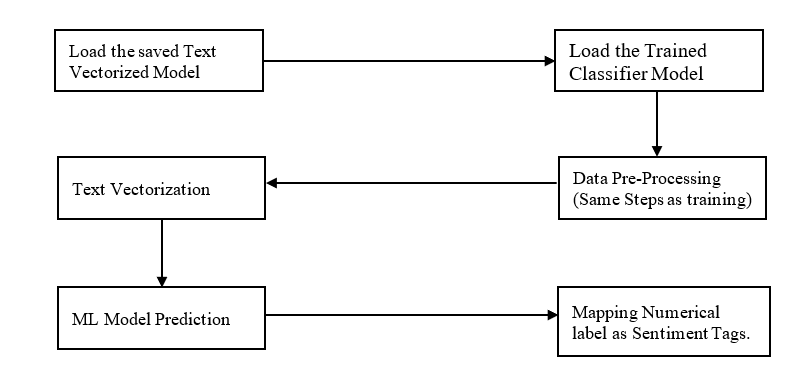 Load the saved Text
Vectorized Model
Load the Trained
Classifier Model
Data Pre-Processing
(Same Steps as training)
Text Vectorization
ML Model Prediction
Mapping Numerical
label as Sentiment Tags.